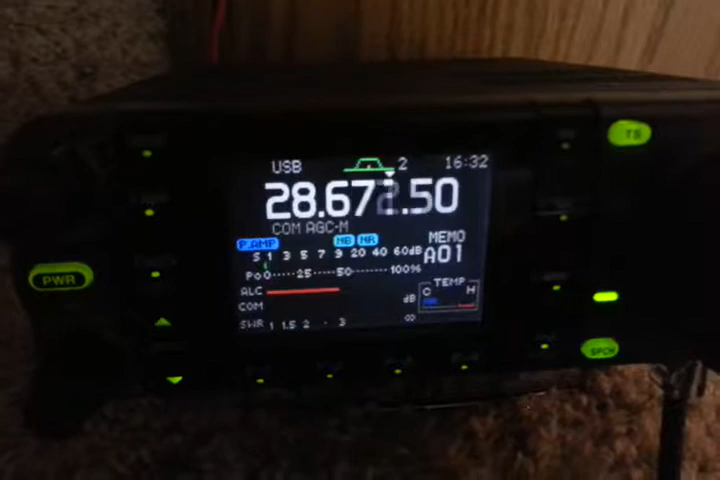 USB 2 16:32
28.672.50
COM AGC-M
P.AMP NB NR
MEMO
A01
S 1 3 5 7 9 20 40 60dB
Po 0 25 50 100%
ALC
COM dB
TEMP
C H
SWR 1 1.5 2 3 ∞
PWR
TS
SPCH